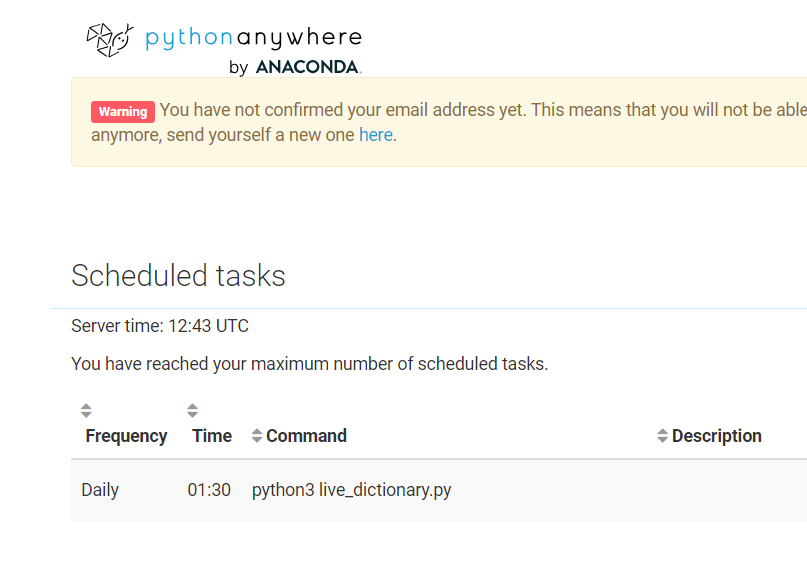 pythonanywhere
by ANACONDA.
Warning You have not confirmed your email address yet. This means that you will not be able
anymore, send yourself a new one here.
Scheduled tasks
Server time: 12:43 UTC
You have reached your maximum number of scheduled tasks.
Frequency Time Command Description
Daily 01:30 python3 live_dictionary.py